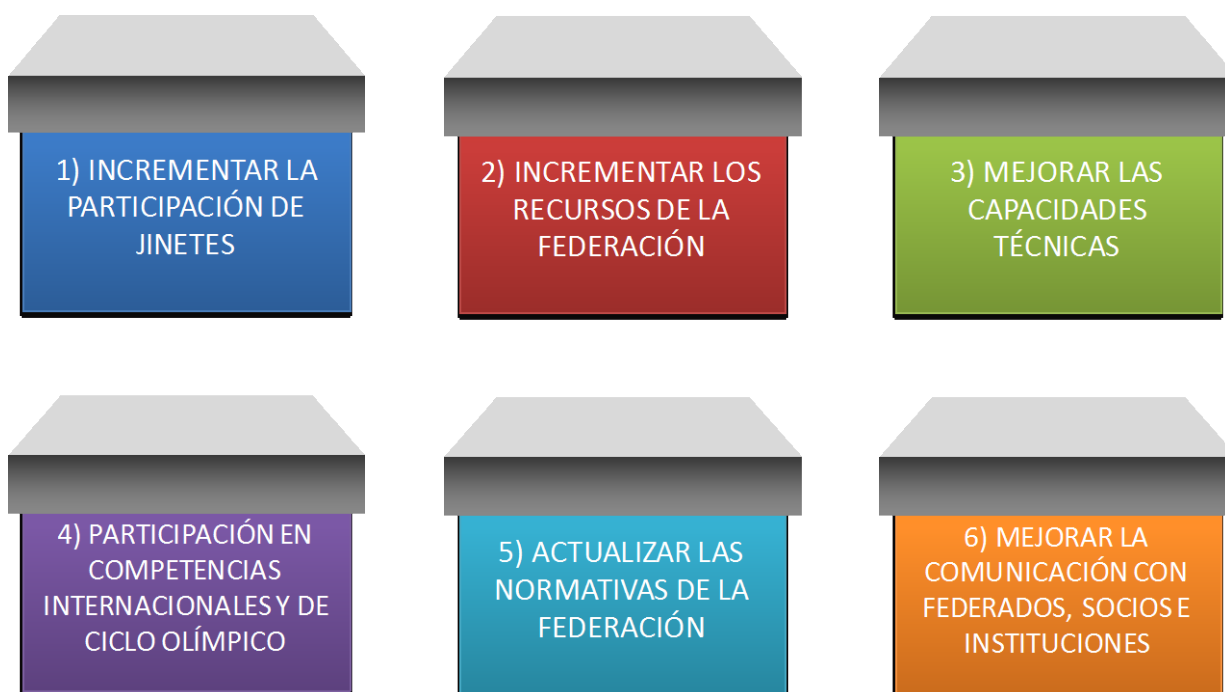 1) INCREMENTAR LA
PARTICIPACIÓN DE
JINETES
2) INCREMENTAR LOS
RECURSOS DE LA
FEDERACIÓN
3) MEJORAR LAS
CAPACIDADES
TÉCNICAS
4) PARTICIPACIÓN EN
COMPETENCIAS
INTERNACIONALES Y DE
CICLO OLÍMPICO
5) ACTUALIZAR LAS
NORMATIVAS DE LA
FEDERACIÓN
6) MEJORAR LA
COMUNICACIÓN CON
FEDERADOS, SOCIOS E
INSTITUCIONES